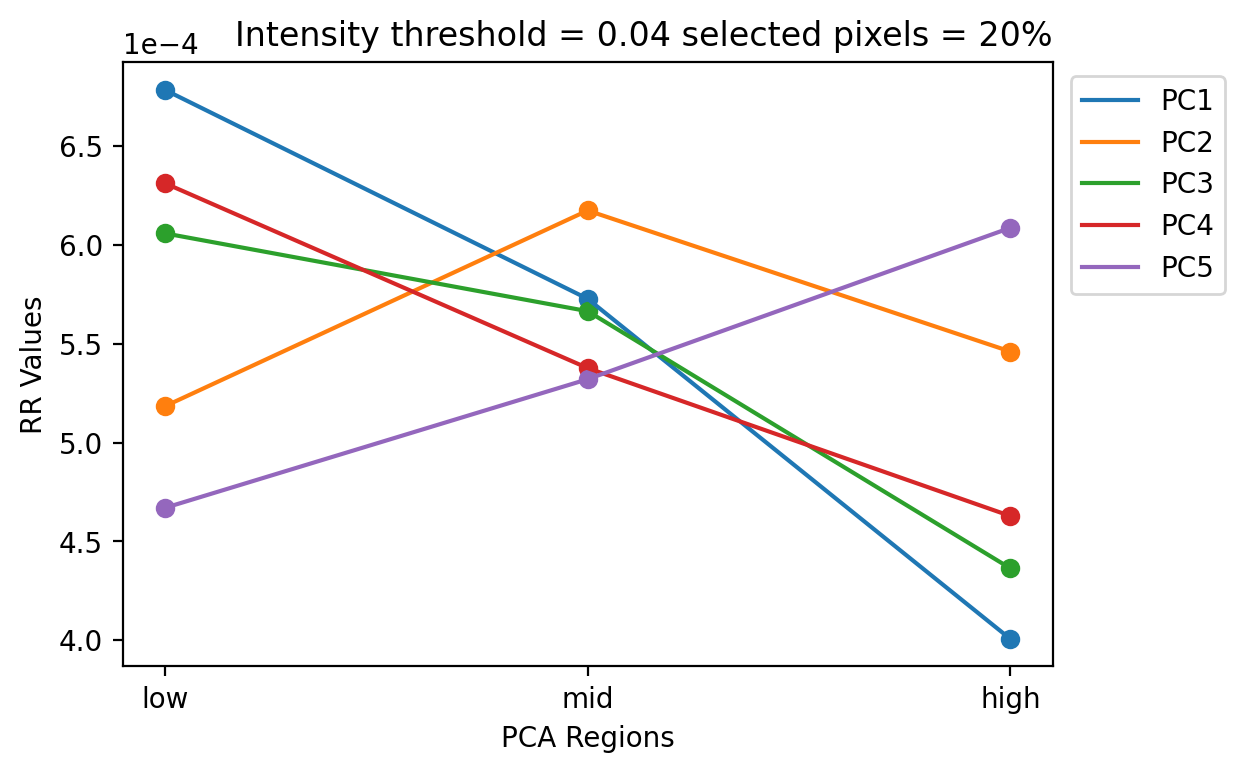 Intensity threshold = 0.04 selected pixels = 20%
1e−4
6.5
6.0
5.5
5.0
4.5
4.0
RR Values
low
mid
high
PCA Regions
PC1
PC2
PC3
PC4
PC5